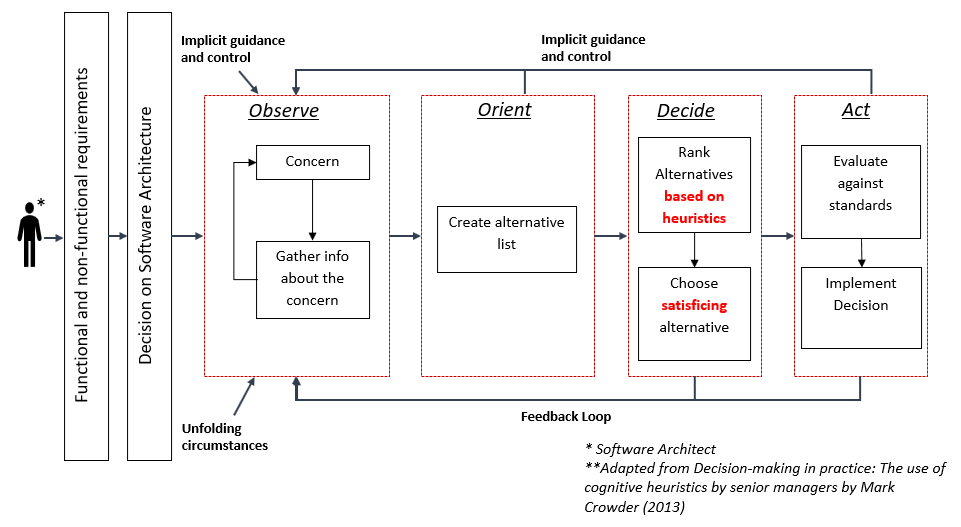 Functional and non-functional requirements
Decision on Software Architecture
*
Implicit guidance
and control
Implicit guidance
and control
Observe
Concern
Gather info
about the
concern
Orient
Create alternative
list
Decide
Rank
Alternatives
based on
heuristics
Choose
satisficing
alternative
Act
Evaluate
against
standards
Implement
Decision
Unfolding
circumstances
Feedback Loop
* Software Architect
**Adapted from Decision-making in practice: The use of
cognitive heuristics by senior managers by Mark
Crowder (2013)